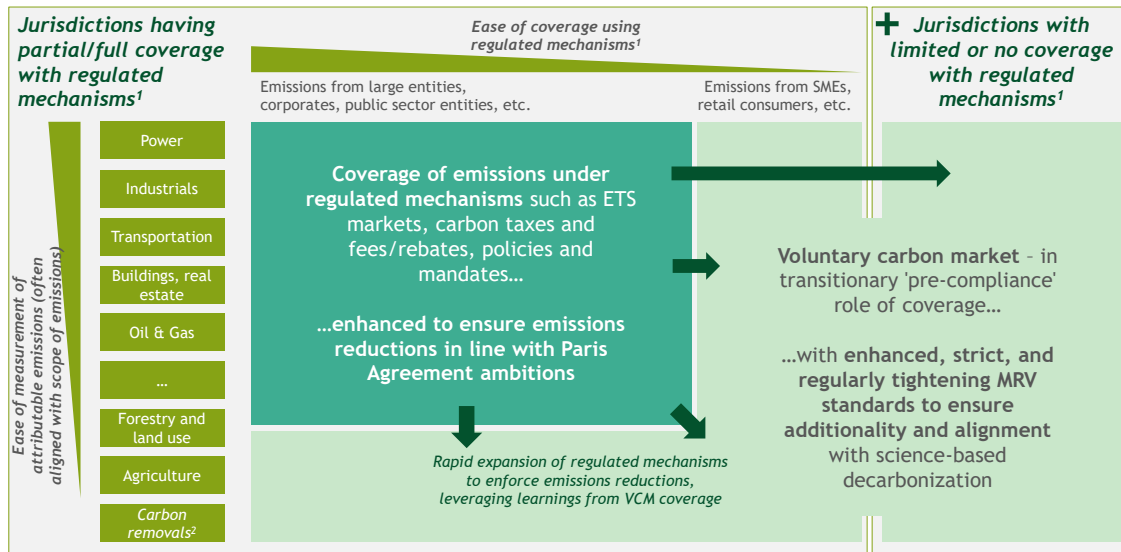 Jurisdictions having
partial/full coverage
with regulated
mechanisms¹
Ease of coverage using
regulated mechanisms¹
+ Jurisdictions with
limited or no coverage
with regulated
mechanisms¹
Emissions from large entities,
corporates, public sector entities, etc.
Emissions from SMEs,
retail consumers, etc.
Ease of measurement of
attributable emissions (often
aligned with scope of emissions)
Power
Industrials
Transportation
Buildings, real
estate
Oil & Gas
…
Forestry and
land use
Agriculture
Carbon
removals²
Coverage of emissions under
regulated mechanisms such as ETS
markets, carbon taxes and
fees/rebates, policies and
mandates…
…enhanced to ensure emissions
reductions in line with Paris
Agreement ambitions
Rapid expansion of regulated mechanisms
to enforce emissions reductions,
leveraging learnings from VCM coverage
Voluntary carbon market – in
transitionary 'pre-compliance'
role of coverage…
…with enhanced, strict, and
regularly tightening MRV
standards to ensure
additionality and alignment
with science-based
decarbonization